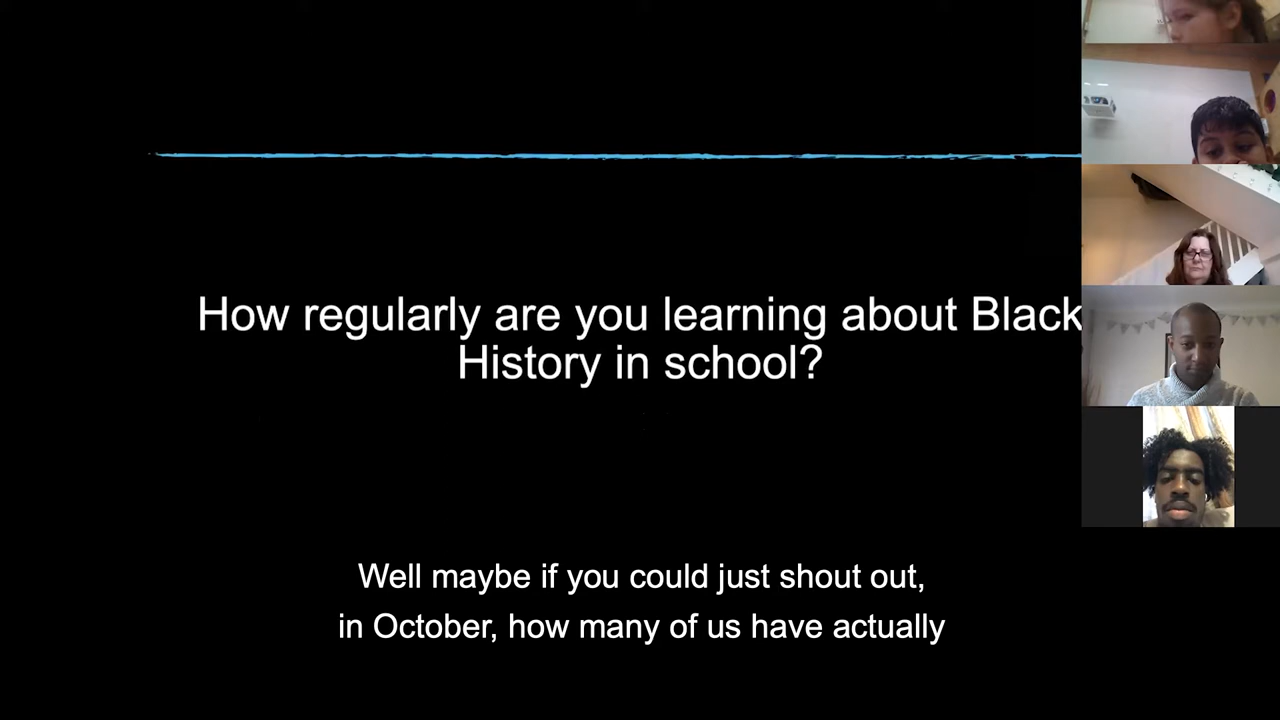 How regularly are you learning about Black
History in school?
Well maybe if you could just shout out,
in October, how many of us have actually